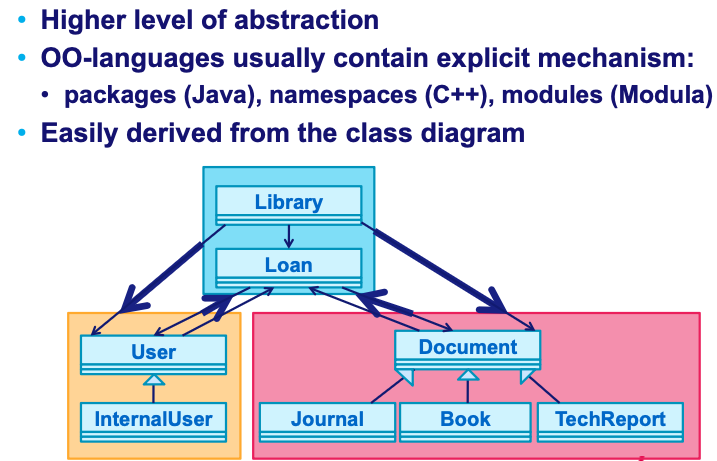 • Higher level of abstraction
• OO-languages usually contain explicit mechanism:
• packages (Java), namespaces (C++), modules (Modula)
• Easily derived from the class diagram
Library
Loan
User
Document
InternalUser
Journal
Book
TechReport